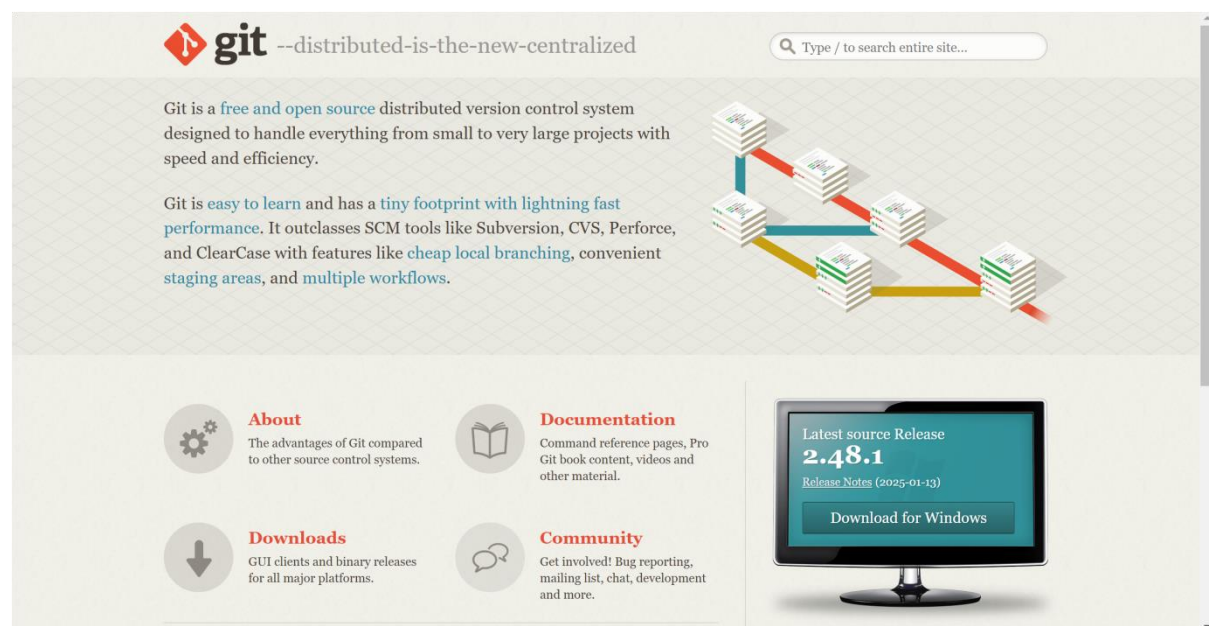 git --distributed-is-the-new-centralized
Type / to search entire site...
Git is a free and open source distributed version control system
designed to handle everything from small to very large projects with
speed and efficiency.
Git is easy to learn and has a tiny footprint with lightning fast
performance. It outclasses SCM tools like Subversion, CVS, Perforce,
and ClearCase with features like cheap local branching, convenient
staging areas, and multiple workflows.
About
The advantages of Git compared
to other source control systems.
Documentation
Command reference pages, Pro
Git book content, videos and
other material.
Downloads
GUI clients and binary releases
for all major platforms.
Community
Get involved! Bug reporting,
mailing list, chat, development
and more.
Latest source Release
2.48.1
Release Notes (2025-01-13)
Download for Windows